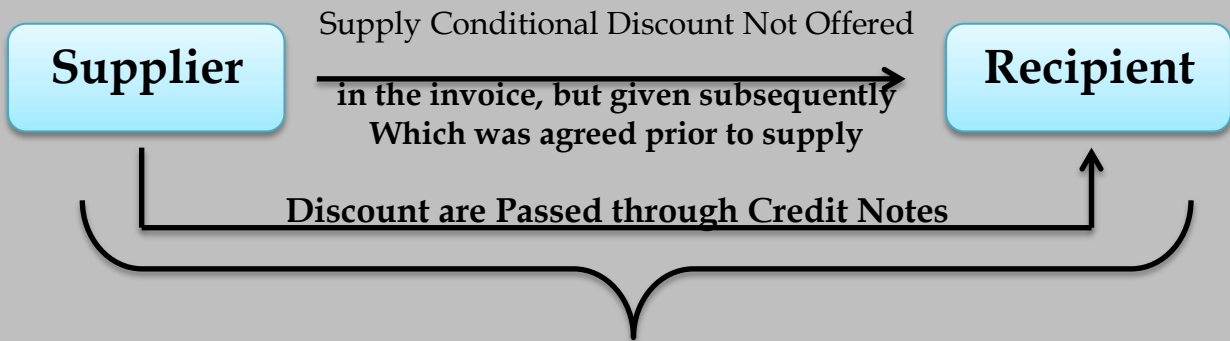 Supplier
Supply Conditional Discount Not Offered
in the invoice, but given subsequently
Which was agreed prior to supply
Recipient
Discount are Passed through Credit Notes